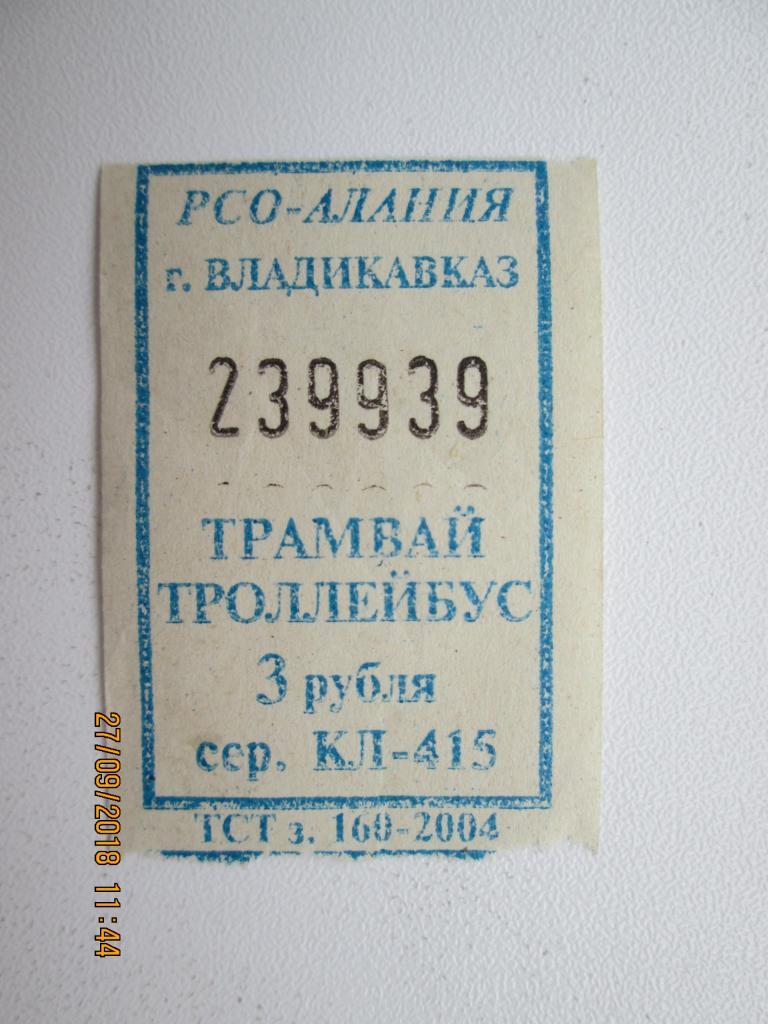 РСО-АЛАНИЯ
г. ВЛАДИКАВКАЗ
239939
ТРАМВАЙ
ТРОЛЛЕЙБУС
3 рубля
сер. КЛ-415
ТСТ з. 160-2004
27/09/2018 11:44